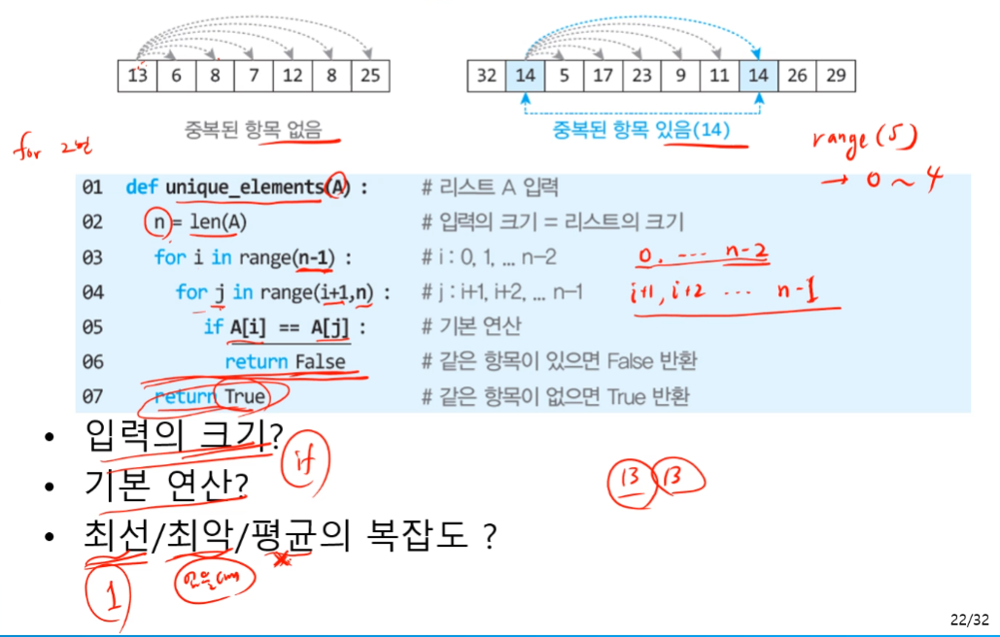 13 6 8 7 12 8 25
32 14 5 17 23 9 11 14 26 29
중복된 항목 없음
중복된 항목 있음(14)
for 2번
range(5)
→ 0 ~ 4
01 def unique_elements(A) : # 리스트 A 입력
02 n = len(A) # 입력의 크기 = 리스트의 크기
03 for i in range(n-1) : # i : 0, 1, ... n-2
0. ---- n-2
04 for j in range(i+1,n) : # j : i+1, i+2, ... n-1
i+1, i+2 ... n-1
05 if A[i] == A[j] : # 기본 연산
06 return False # 같은 항목이 있으면 False 반환
07 return True # 같은 항목이 없으면 True 반환
• 입력의 크기?
if
• 기본 연산?
13 13
• 최선/최악/평균의 복잡도 ?
1
22/32